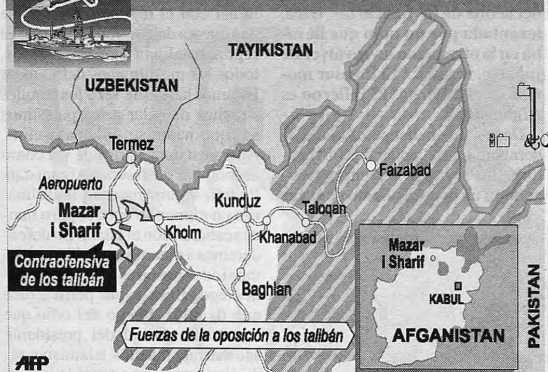 TAYIKISTAN
UZBEKISTAN
Termez
Faizabad
Aeropuerto
Mazar
i Sharif
Kunduz
Taloqan
Kholm
Khanabad
Contraofensiva
de los talibán
Baghlan
Fuerzas de la oposición a los talibán
Mazar
i Sharif
KABUL
AFGANISTAN
PAKISTAN
AFP